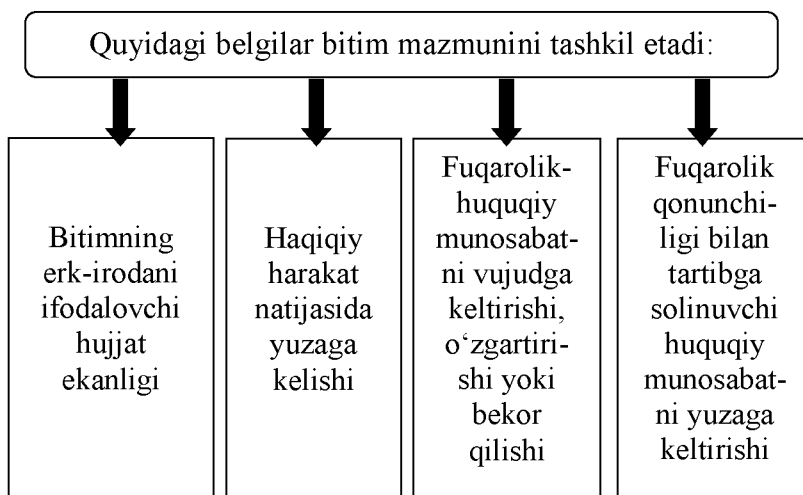 Quyidagi belgilar bitim mazmunini tashkil etadi:
Bitimning
erk-irodani
ifodalovchi
hujjat
ekanligi
Haqiqiy
harakat
natijasida
yuzaga
kelishi
Fuqarolik-
huquqiy
munosabat-
ni vujudga
keltirishi,
o‘zgartiri-
shi yoki
bekor
qilishi
Fuqarolik
qonunchi-
ligi bilan
tartibga
solinuvchi
huquqiy
munosabat-
ni yuzaga
keltirishi